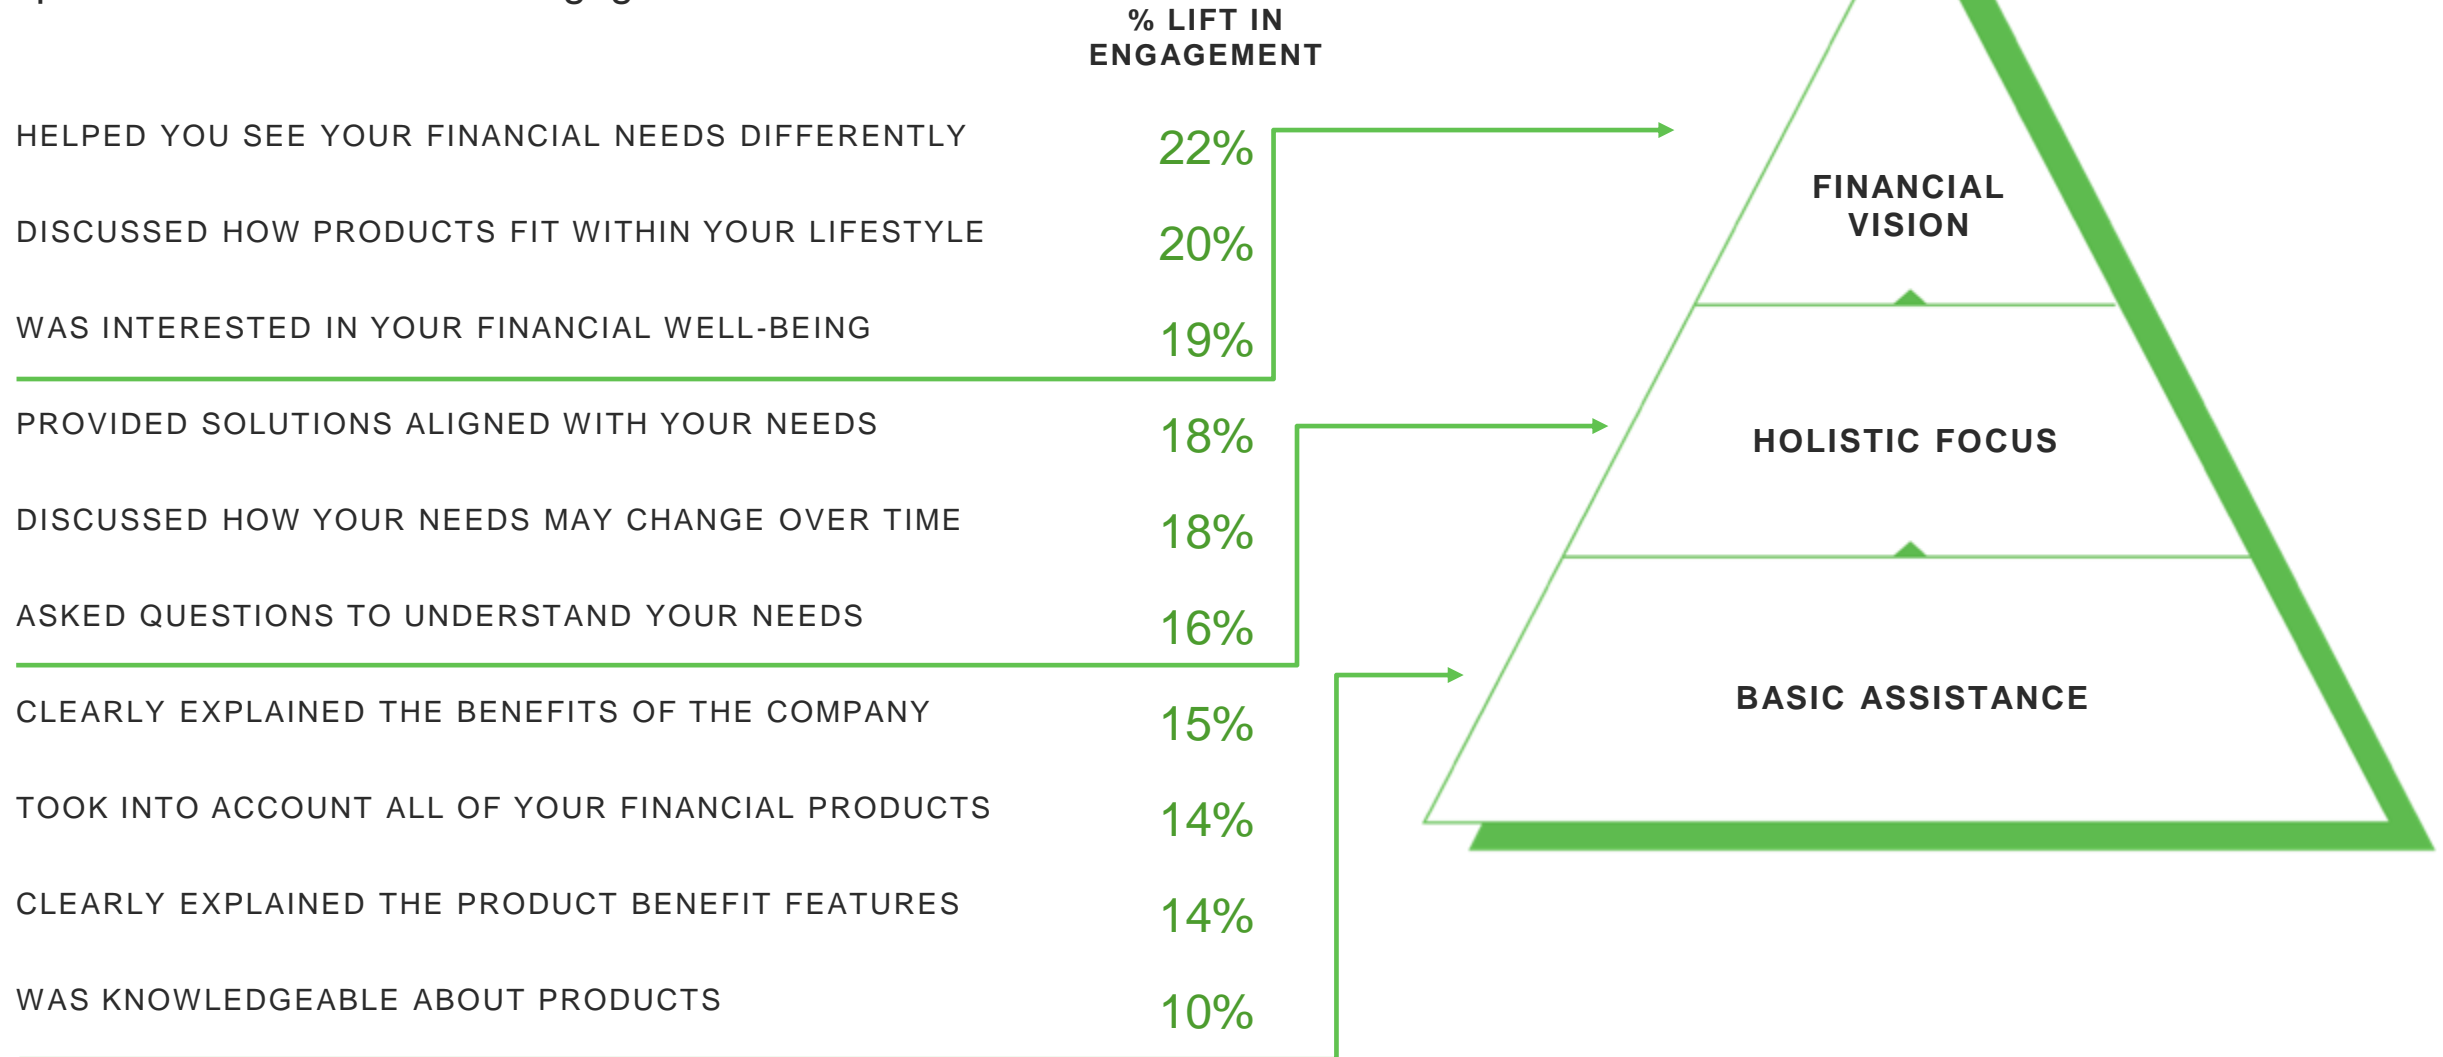 % LIFT IN
ENGAGEMENT
HELPED YOU SEE YOUR FINANCIAL NEEDS DIFFERENTLY 22%
DISCUSSED HOW PRODUCTS FIT WITHIN YOUR LIFESTYLE 20%
WAS INTERESTED IN YOUR FINANCIAL WELL-BEING 19%
PROVIDED SOLUTIONS ALIGNED WITH YOUR NEEDS 18%
DISCUSSED HOW YOUR NEEDS MAY CHANGE OVER TIME 18%
ASKED QUESTIONS TO UNDERSTAND YOUR NEEDS 16%
CLEARLY EXPLAINED THE BENEFITS OF THE COMPANY 15%
TOOK INTO ACCOUNT ALL OF YOUR FINANCIAL PRODUCTS 14%
CLEARLY EXPLAINED THE PRODUCT BENEFIT FEATURES 14%
WAS KNOWLEDGEABLE ABOUT PRODUCTS 10%
FINANCIAL
VISION
HOLISTIC FOCUS
BASIC ASSISTANCE